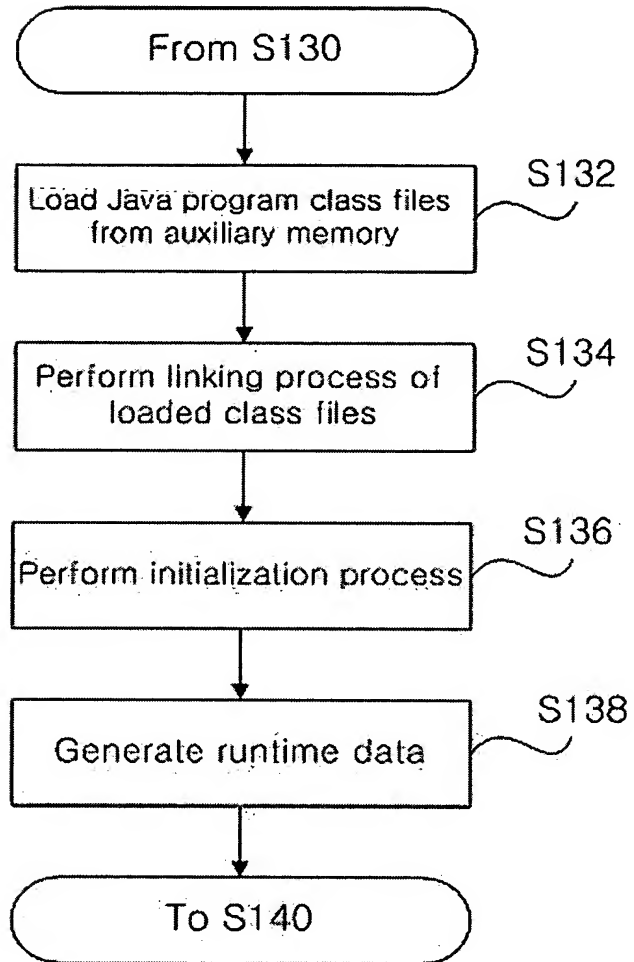 From S130
S132
Load Java program class files
from auxiliary memory
S134
Perform linking process of
loaded class files
S136
Perform initialization process
S138
Generate runtime data
To S140